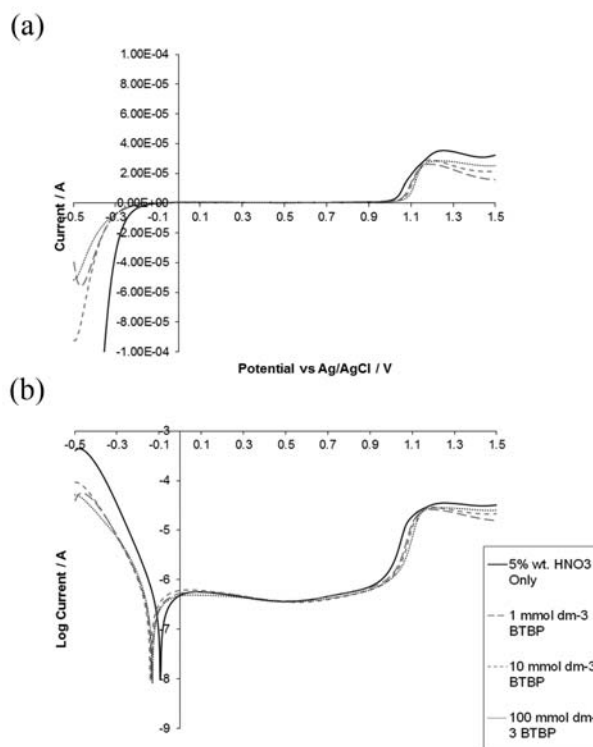 (a)
1.00E-04
8.00E-05
6.00E-05
4.00E-05
2.00E-05
0.00E+00
-0.5 -0.3 -0.1 0.1 0.3 0.5 0.7 0.9 1.1 1.3 1.5
-2.00E-05
-4.00E-05
-6.00E-05
-8.00E-05
-1.00E-04
Current / A
Potential vs Ag/AgCl / V
(b)
-3
-0.5 -0.3 -0.1 0.1 0.3 0.5 0.7 0.9 1.1 1.3 1.5
-4
-5
-6
-7
-8
-9
Log Current / A
5% wt. HNO3
Only
1 mmol dm-3
BTBP
10 mmol dm-3
BTBP
100 mmol dm-
3 BTBP